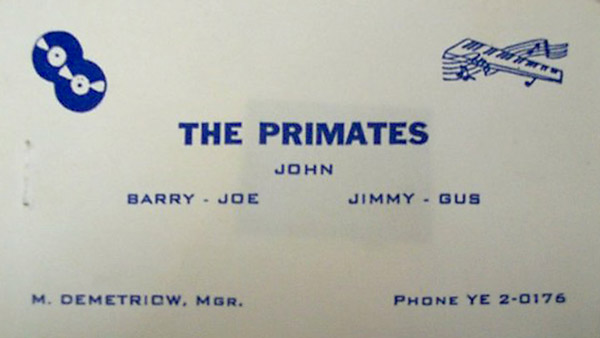 THE PRIMATES
JOHN
BARRY - JOE JIMMY - GUS
M. DEMETRIOW, MGR. PHONE YE 2-0176